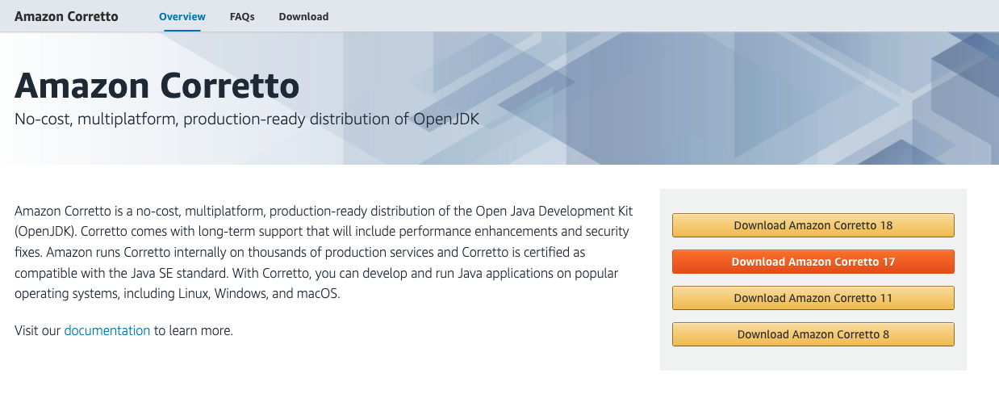 Amazon Corretto Overview FAQs Download
Amazon Corretto
No-cost, multiplatform, production-ready distribution of OpenJDK
Amazon Corretto is a no-cost, multiplatform, production-ready distribution of the Open Java Development Kit
(OpenJDK). Corretto comes with long-term support that will include performance enhancements and security
fixes. Amazon runs Corretto internally on thousands of production services and Corretto is certified as
compatible with the Java SE standard. With Corretto, you can develop and run Java applications on popular
operating systems, including Linux, Windows, and macOS.
Visit our documentation to learn more.
Download Amazon Corretto 18
Download Amazon Corretto 17
Download Amazon Corretto 11
Download Amazon Corretto 8